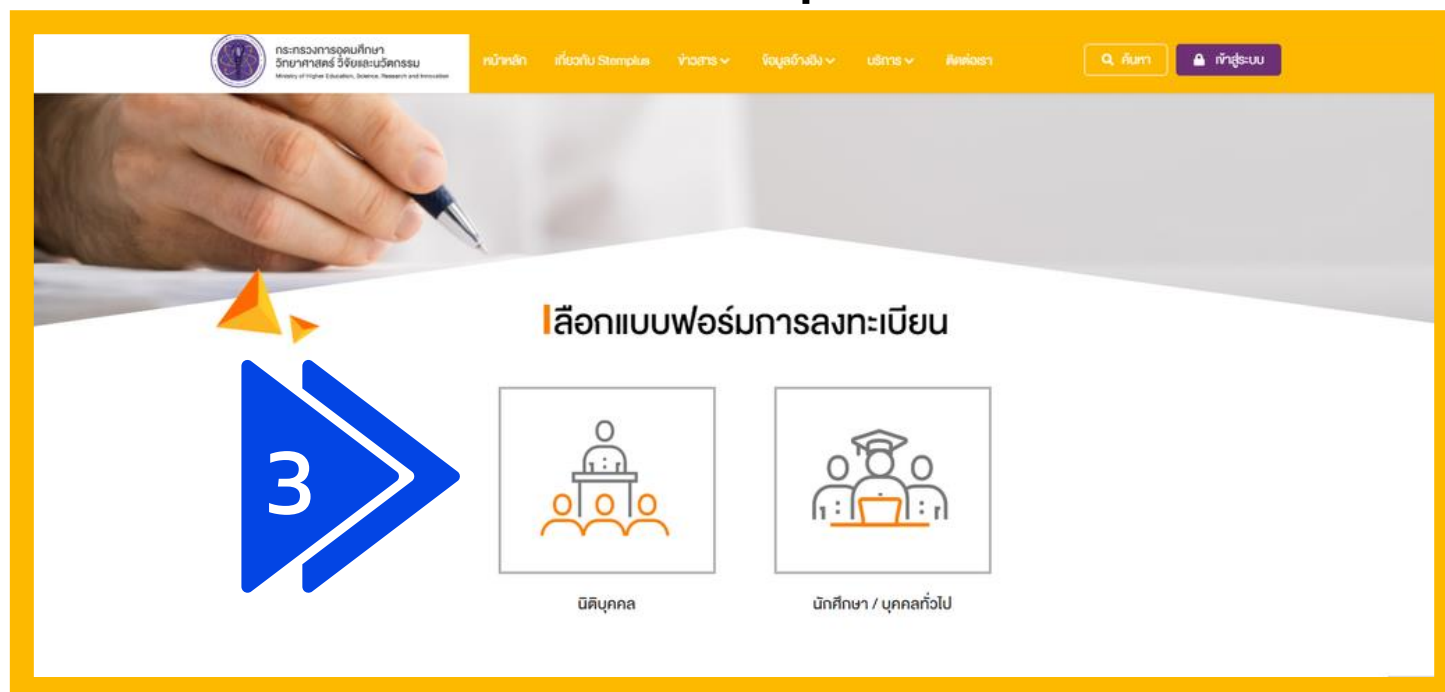 กระทรวงการอุดมศึกษา
วิทยาศาสตร์ วิจัยและนวัตกรรม
Ministry of Higher Education, Science, Research and Innovation
หน้าหลัก เกี่ยวกับ Stemplus ข่าวสาร ข้อมูลอ้างอิง บริการ ติดต่อเรา ค้นหา เข้าสู่ระบบ
เลือกแบบฟอร์มการลงทะเบียน
3
นิติบุคคล นักศึกษา / บุคคลทั่วไป